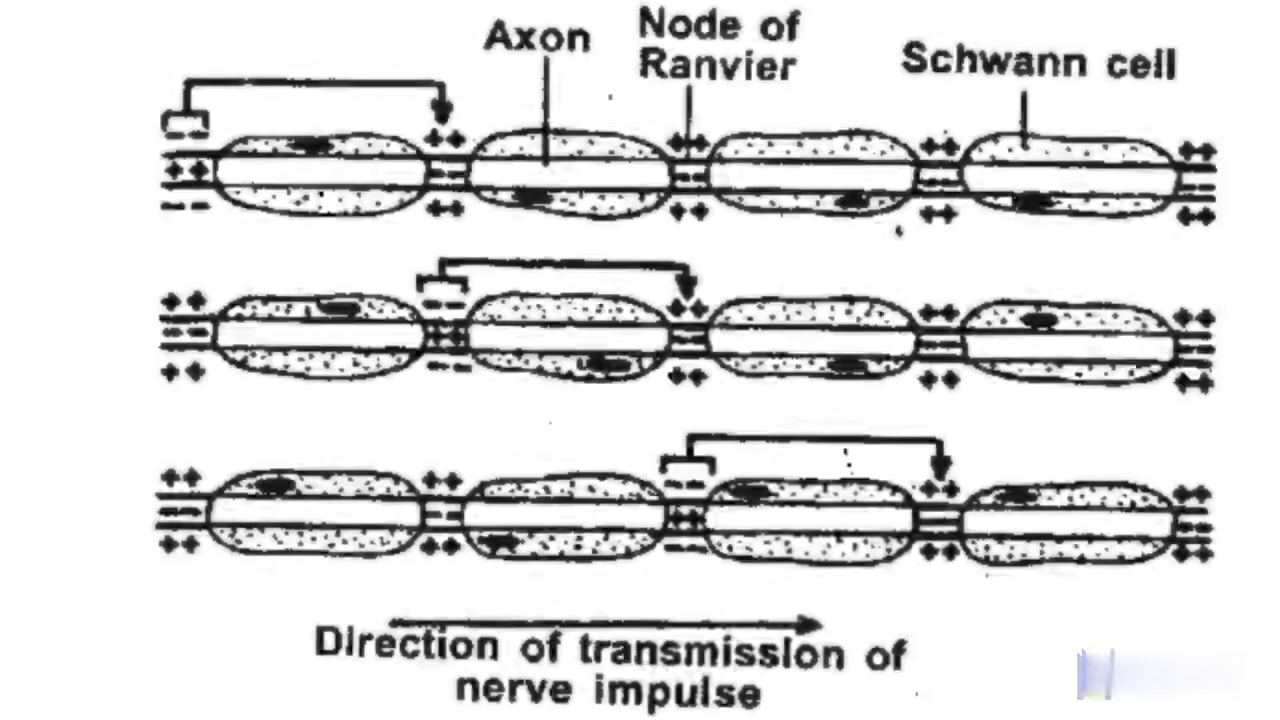 Axon
Node of
Ranvier
Schwann cell
Direction of transmission of
nerve impulse